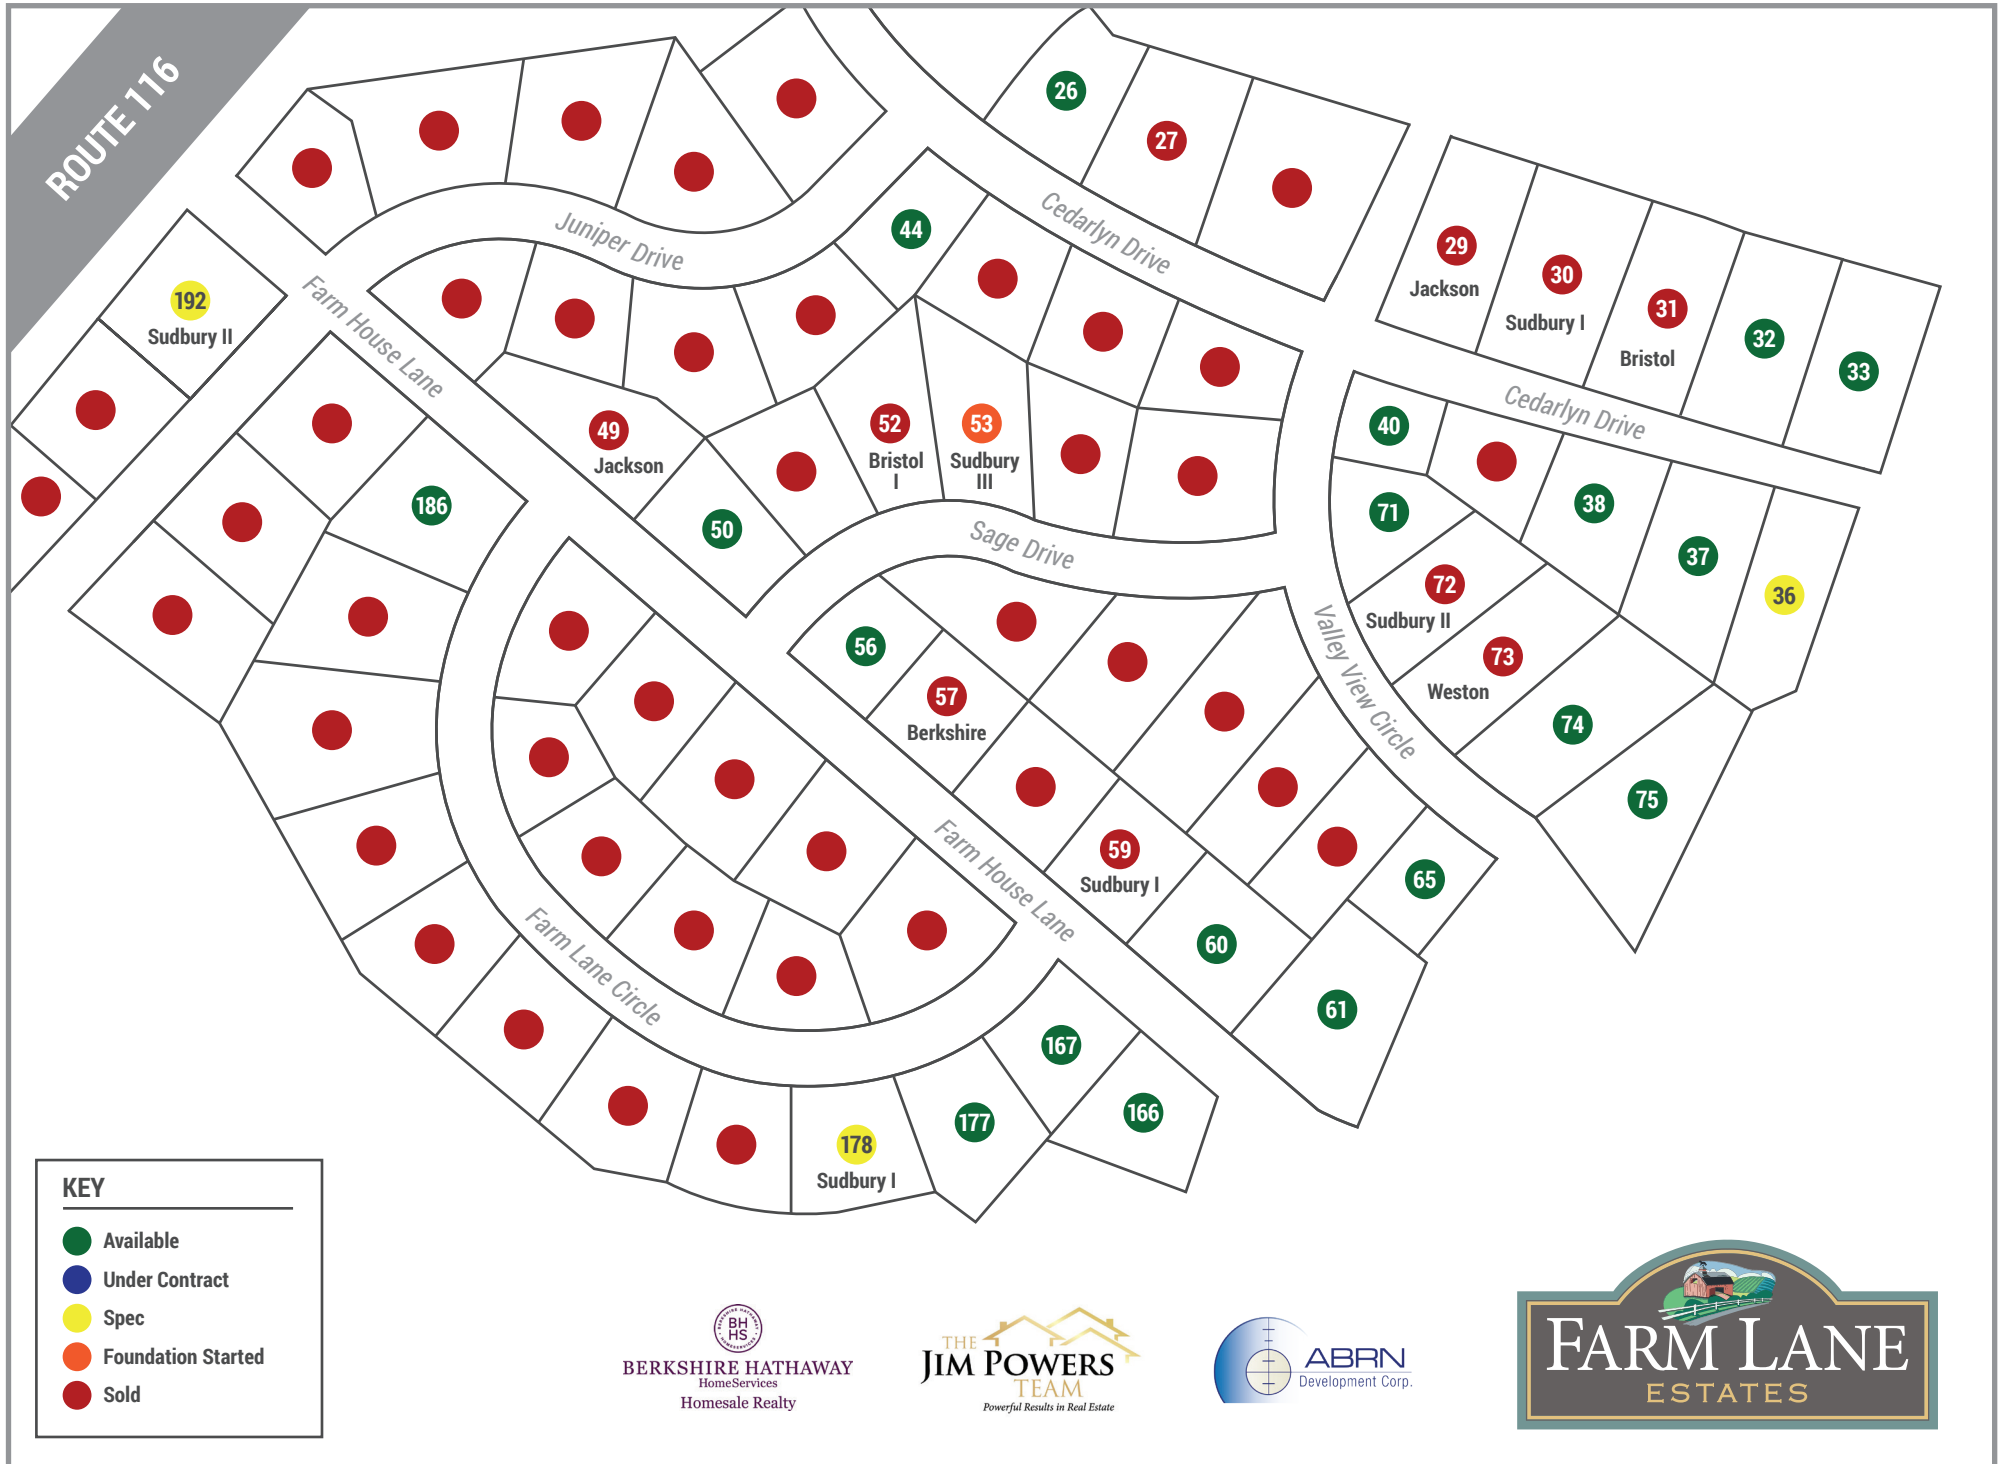 ROUTE 116
26
27
Cedarlyn Drive
44
Juniper Drive
29
Jackson
30
Sudbury I
31
Bristol
32
33
192
Sudbury II
Farm House Lane
Cedarlyn Drive
49
Jackson
52
Bristol
I
53
Sudbury
III
40
71
38
37
36
186
50
Sage Drive
72
Sudbury II
73
Weston
74
75
Valley View Circle
56
57
Berkshire
59
Sudbury I
60
61
65
Farm House Lane
Farm Lane Circle
167
166
177
178
Sudbury I
KEY
Available
Under Contract
Spec
Foundation Started
Sold
BH
HS
BERKSHIRE HATHAWAY
HomeServices
Homesale Realty
THE
JIM POWERS
TEAM
Powerful Results in Real Estate
ABRN
Development Corp.
FARM LANE
ESTATES